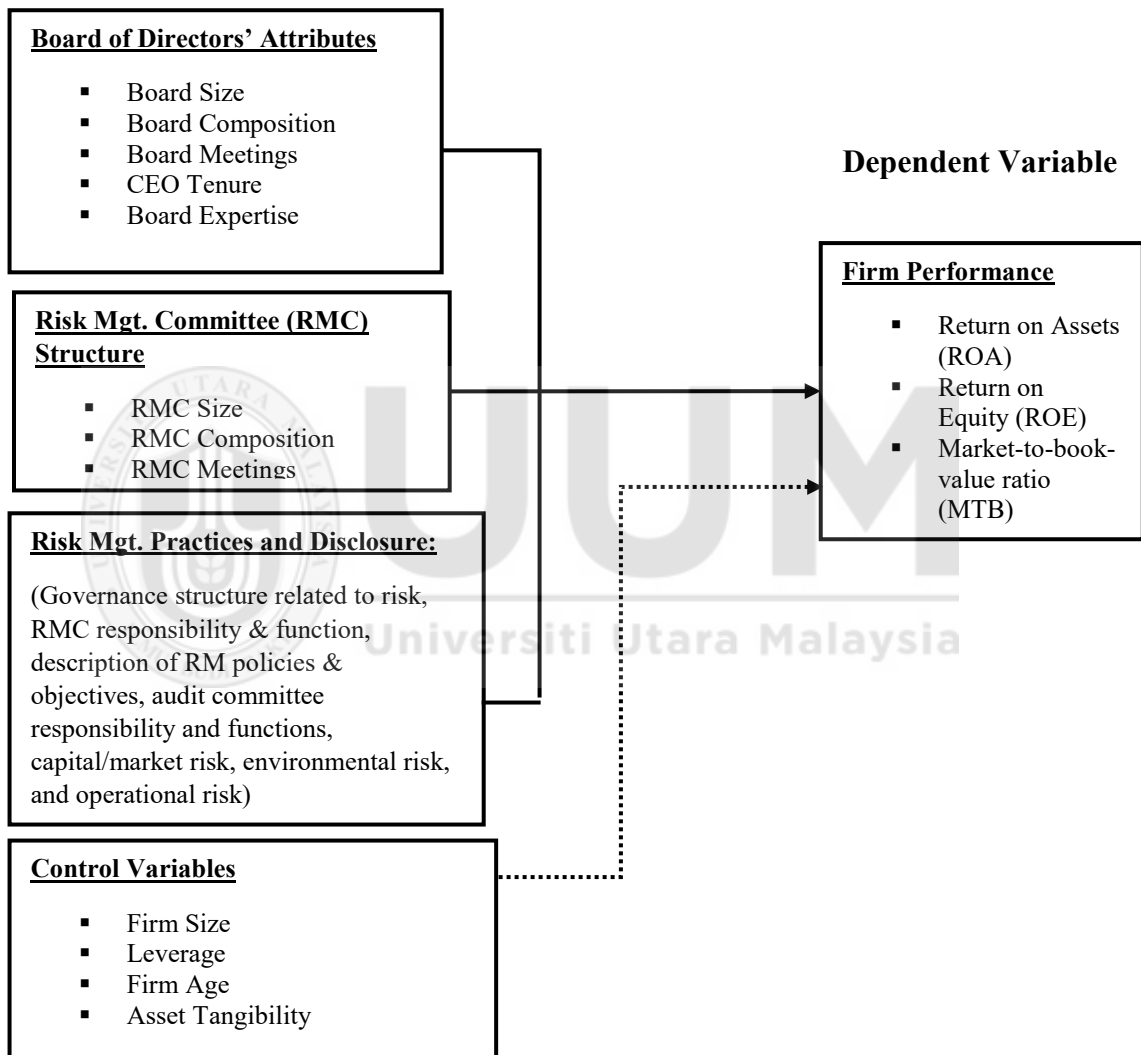 Board of Directors’ Attributes
▪ Board Size
▪ Board Composition
▪ Board Meetings
▪ CEO Tenure
▪ Board Expertise
Dependent Variable
Firm Performance
▪ Return on Assets
(ROA)
▪ Return on
Equity (ROE)
▪ Market-to-book-
value ratio
(MTB)
Risk Mgt. Committee (RMC)
Structure
▪ RMC Size
▪ RMC Composition
▪ RMC Meetings
Risk Mgt. Practices and Disclosure:
(Governance structure related to risk,
RMC responsibility & function,
description of RM policies &
objectives, audit committee
responsibility and functions,
capital/market risk, environmental risk,
and operational risk)
Control Variables
▪ Firm Size
▪ Leverage
▪ Firm Age
▪ Asset Tangibility
UUM
Universiti Utara Malaysia
UNIVERSITI UTARA MALAYSIA